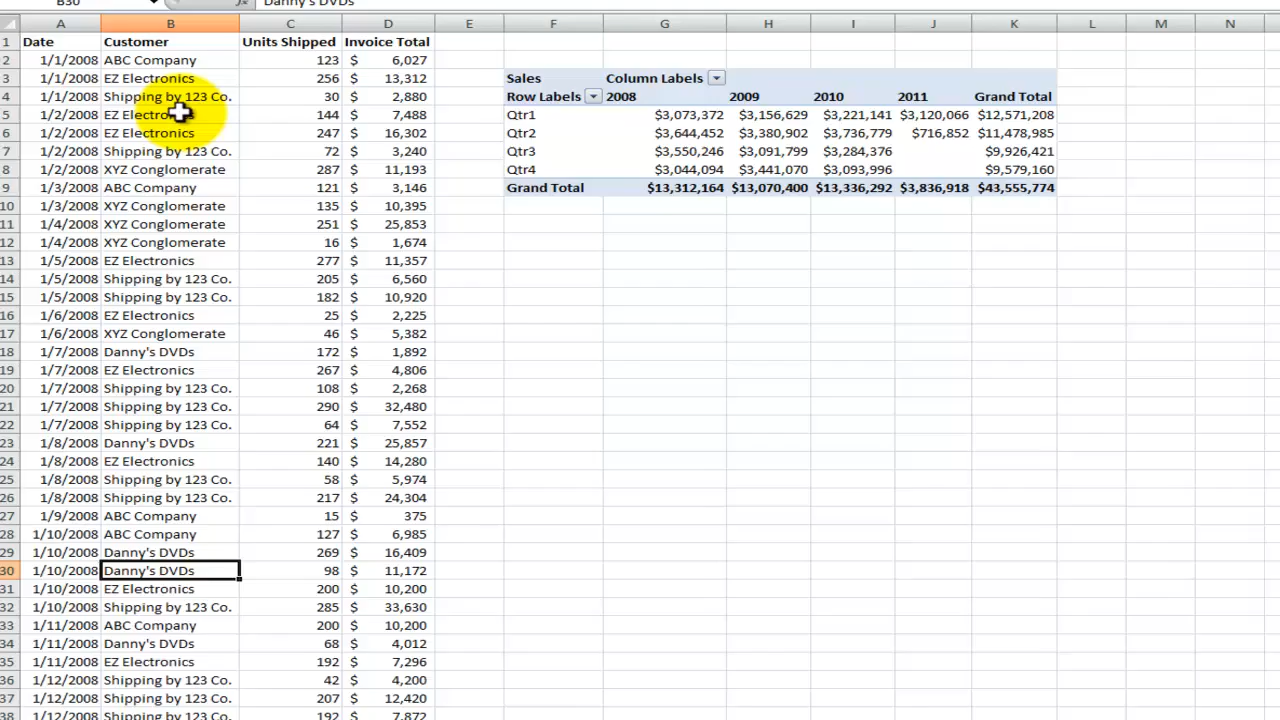 B30 fx Danny's DVDs
A B C D E F G H I J K L M N
1 Date Customer Units Shipped Invoice Total
2 1/1/2008 ABC Company 123 $ 6,027
3 1/1/2008 EZ Electronics 256 $ 13,312 Sales Column Labels
4 1/1/2008 Shipping by 123 Co. 30 $ 2,880 Row Labels 2008 2009 2010 2011 Grand Total
5 1/2/2008 EZ Electronics 144 $ 7,488 Qtr1 $3,073,372 $3,156,629 $3,221,141 $3,120,066 $12,571,208
6 1/2/2008 EZ Electronics 247 $ 16,302 Qtr2 $3,644,452 $3,380,902 $3,736,779 $716,852 $11,478,985
7 1/2/2008 Shipping by 123 Co. 72 $ 3,240 Qtr3 $3,550,246 $3,091,799 $3,284,376 $9,926,421
8 1/2/2008 XYZ Conglomerate 287 $ 11,193 Qtr4 $3,044,094 $3,441,070 $3,093,996 $9,579,160
9 1/3/2008 ABC Company 121 $ 3,146 Grand Total $13,312,164 $13,070,400 $13,336,292 $3,836,918 $43,555,774
10 1/3/2008 XYZ Conglomerate 135 $ 10,395
11 1/4/2008 XYZ Conglomerate 251 $ 25,853
12 1/4/2008 XYZ Conglomerate 16 $ 1,674
13 1/5/2008 EZ Electronics 277 $ 11,357
14 1/5/2008 Shipping by 123 Co. 205 $ 6,560
15 1/5/2008 Shipping by 123 Co. 182 $ 10,920
16 1/6/2008 EZ Electronics 25 $ 2,225
17 1/6/2008 XYZ Conglomerate 46 $ 5,382
18 1/7/2008 Danny's DVDs 172 $ 1,892
19 1/7/2008 EZ Electronics 267 $ 4,806
20 1/7/2008 Shipping by 123 Co. 108 $ 2,268
21 1/7/2008 Shipping by 123 Co. 290 $ 32,480
22 1/7/2008 Shipping by 123 Co. 64 $ 7,552
23 1/8/2008 Danny's DVDs 221 $ 25,857
24 1/8/2008 EZ Electronics 140 $ 14,280
25 1/8/2008 Shipping by 123 Co. 58 $ 5,974
26 1/8/2008 Shipping by 123 Co. 217 $ 24,304
27 1/9/2008 ABC Company 15 $ 375
28 1/10/2008 ABC Company 127 $ 6,985
29 1/10/2008 Danny's DVDs 269 $ 16,409
30 1/10/2008 Danny's DVDs 98 $ 11,172
31 1/10/2008 EZ Electronics 200 $ 10,200
32 1/10/2008 Shipping by 123 Co. 285 $ 33,630
33 1/11/2008 ABC Company 200 $ 10,200
34 1/11/2008 Danny's DVDs 68 $ 4,012
35 1/11/2008 EZ Electronics 192 $ 7,296
36 1/12/2008 Shipping by 123 Co. 42 $ 4,200
37 1/12/2008 Shipping by 123 Co. 207 $ 12,420
38 1/12/2008 Shipping by 123 Co. 192 $ 7,872